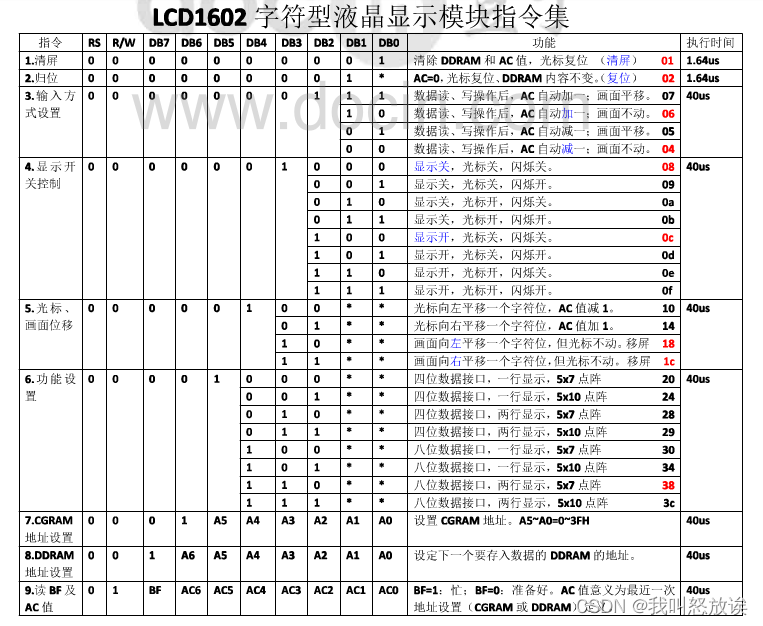 LCD1602 字符型液晶显示模块指令集
指令 RS R/W DB7 DB6 DB5 DB4 DB3 DB2 DB1 DB0 功能 执行时间
1.清屏 0 0 0 0 0 0 0 0 0 1 清除 DDRAM 和 AC 值，光标复位（清屏） 01 1.64us
2.归位 0 0 0 0 0 0 0 0 1 * AC=0，光标复位、DDRAM 内容不变。（复位） 02 1.64us
3.输入方式设置 0 0 0 0 0 0 0 1 1 1 数据读、写操作后，AC 自动加一；画面平移。 07 40us
1 0 数据读、写操作后，AC 自动加一；画面不动。 06
0 1 数据读、写操作后，AC 自动减一；画面平移。 05
0 0 数据读、写操作后，AC 自动减一；画面不动。 04
4.显示开关控制 0 0 0 0 0 0 1 0 0 0 显示关，光标关，闪烁关。 08 40us
0 0 1 显示关，光标关，闪烁开。 09
0 1 0 显示关，光标开，闪烁关。 0a
0 1 1 显示关，光标开，闪烁开。 0b
1 0 0 显示开，光标关，闪烁关。 0c
1 0 1 显示开，光标关，闪烁开。 0d
1 1 0 显示开，光标开，闪烁关。 0e
1 1 1 显示开，光标开，闪烁开。 0f
5.光标、画面位移 0 0 0 0 0 1 0 0 * * 光标向左平移一个字符位，AC 值减 1。 10 40us
0 1 * * 光标向右平移一个字符位，AC 值加 1。 14
1 0 * * 画面向左平移一个字符位，但光标不动。移屏 18
1 1 * * 画面向右平移一个字符位，但光标不动。移屏 1c
6.功能设置 0 0 0 0 1 0 0 0 * * 四位数据接口，一行显示，5x7 点阵 20 40us
0 0 1 * * 四位数据接口，一行显示，5x10 点阵 24
0 1 0 * * 四位数据接口，两行显示，5x7 点阵 28
0 1 1 * * 四位数据接口，两行显示，5x10 点阵 29
1 0 0 * * 八位数据接口，一行显示，5x7 点阵 30
1 0 1 * * 八位数据接口，一行显示，5x10 点阵 34
1 1 0 * * 八位数据接口，两行显示，5x7 点阵 38
1 1 1 * * 八位数据接口，两行显示，5x10 点阵 3c
7.CGRAM 地址设置 0 0 0 1 A5 A4 A3 A2 A1 A0 设置 CGRAM 地址。A5~A0=0~3FH 40us
8.DDRAM 地址设置 0 0 1 A6 A5 A4 A3 A2 A1 A0 设定下一个要存入数据的 DDRAM 的地址。 40us
9.读 BF 及 AC 值 0 1 BF AC6 AC5 AC4 AC3 AC2 AC1 AC0 BF=1：忙；BF=0：准备好。AC 值意义为最近一次 40us
地址设置（CGRAM 或 DDRAM）定义
www.docin.com
CSDN @我叫怒放诶